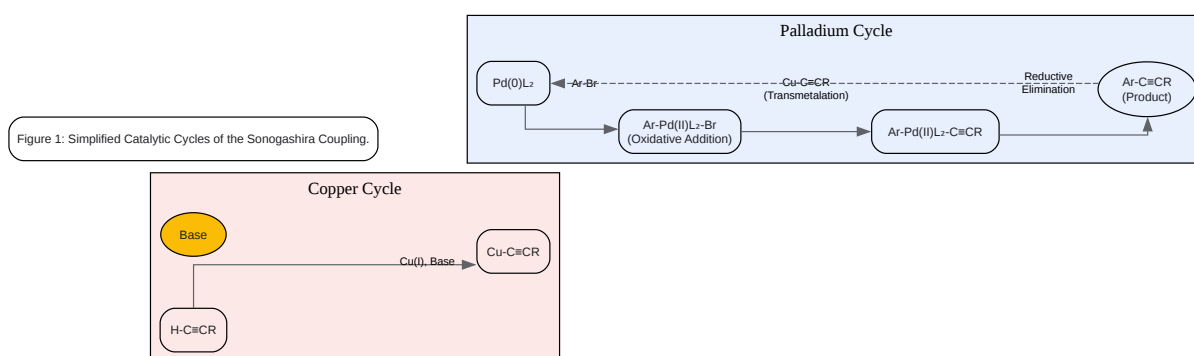 Palladium Cycle
Pd(0)L₂
Ar-Br
Cu-C≡CR
(Transmetalation)
Reductive
Elimination
Ar-C≡CR
(Product)
Ar-Pd(II)L₂-Br
(Oxidative Addition)
Ar-Pd(II)L₂-C≡CR
Figure 1: Simplified Catalytic Cycles of the Sonogashira Coupling.
Copper Cycle
Base
Cu(I), Base
Cu-C≡CR
H-C≡CR